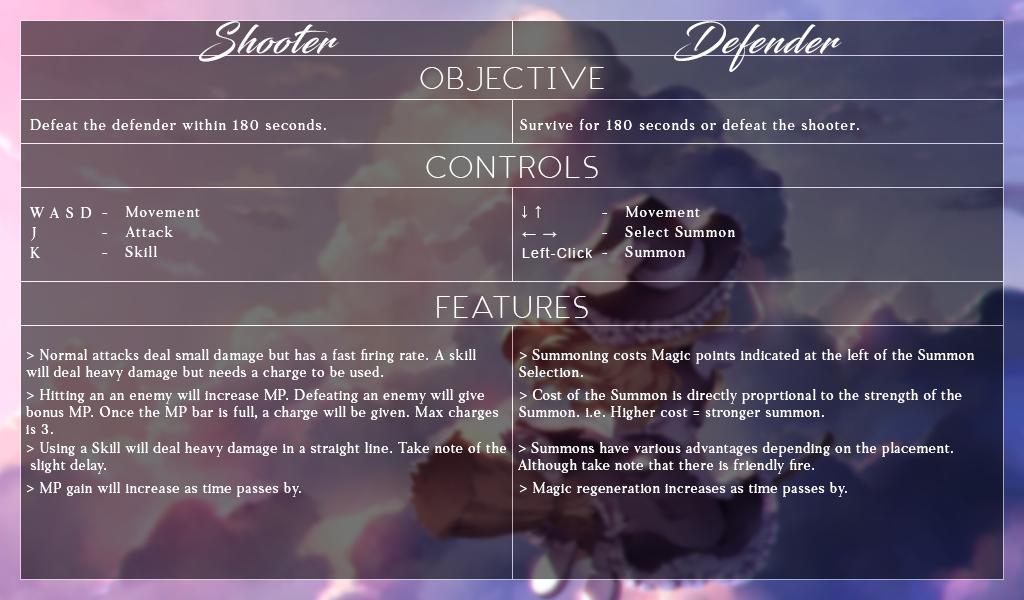 Shooter
Defender
OBJECTIVE
Defeat the defender within 180 seconds.
Survive for 180 seconds or defeat the shooter.
CONTROLS
W A S D - Movement
J - Attack
K - Skill
↓ ↑ - Movement
← → - Select Summon
Left-Click - Summon
FEATURES
> Normal attacks deal small damage but has a fast firing rate. A skill
will deal heavy damage but needs a charge to be used.
> Hitting an an enemy will increase MP. Defeating an enemy will give
bonus MP. Once the MP bar is full, a charge will be given. Max charges
is 3.
> Using a Skill will deal heavy damage in a straight line. Take note of the
slight delay.
> MP gain will increase as time passes by.
> Summoning costs Magic points indicated at the left of the Summon
Selection.
> Cost of the Summon is directly proprtional to the strength of the
Summon. i.e. Higher cost = stronger summon.
> Summons have various advantages depending on the placement.
Although take note that there is friendly fire.
> Magic regeneration increases as time passes by.